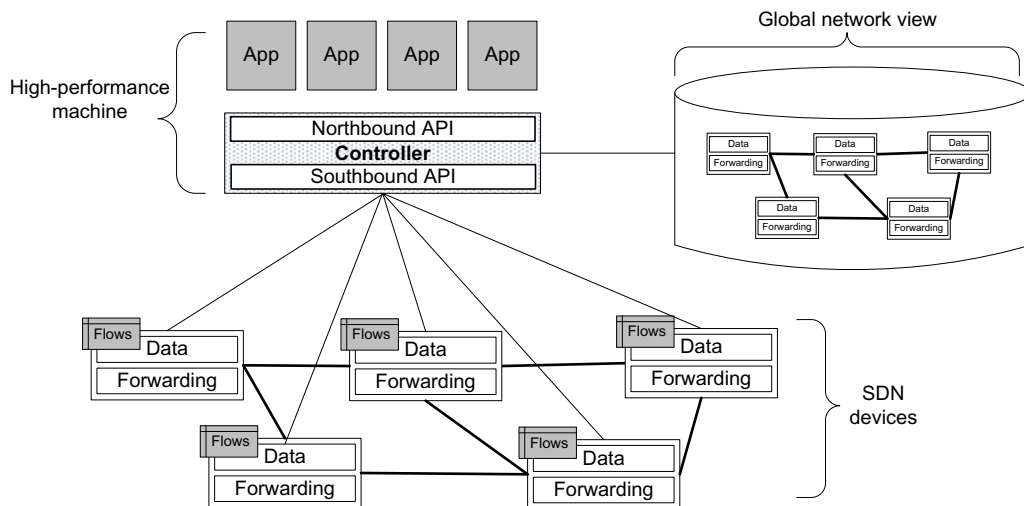 Global network view
App App App App
High-performance
machine
Northbound API
Controller
Southbound API
Data Data Data
Forwarding Forwarding Forwarding
Data Data
Forwarding Forwarding
Flows Flows Flows
Data Data Data
Forwarding Forwarding Forwarding
SDN
devices
Flows Flows
Data Data
Forwarding Forwarding